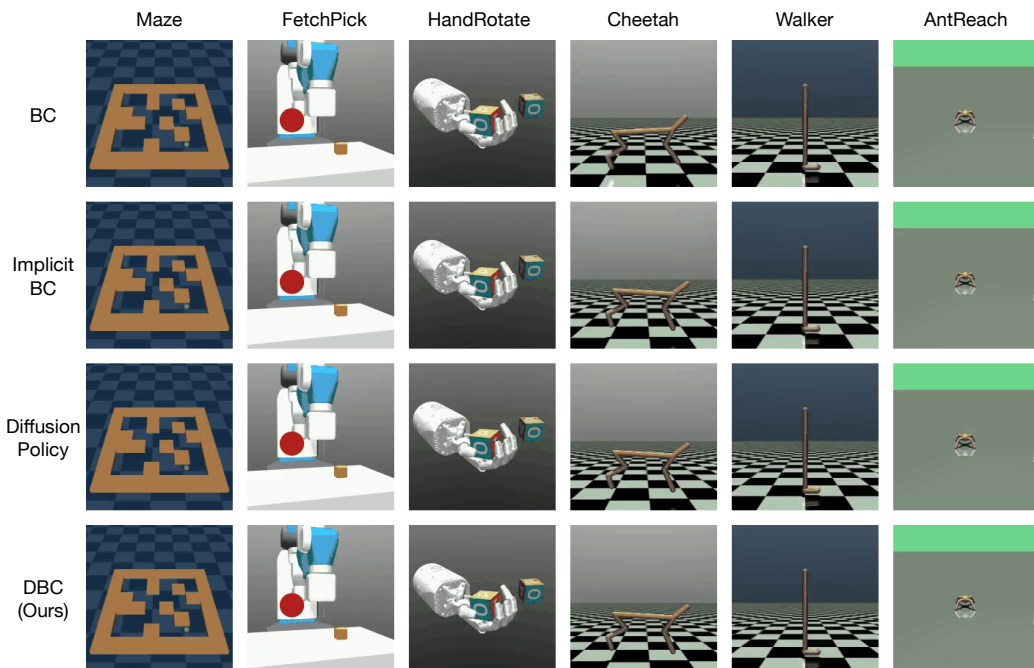 Maze FetchPick HandRotate Cheetah Walker AntReach
BC
Implicit
BC
Diffusion
Policy
DBC
(Ours)